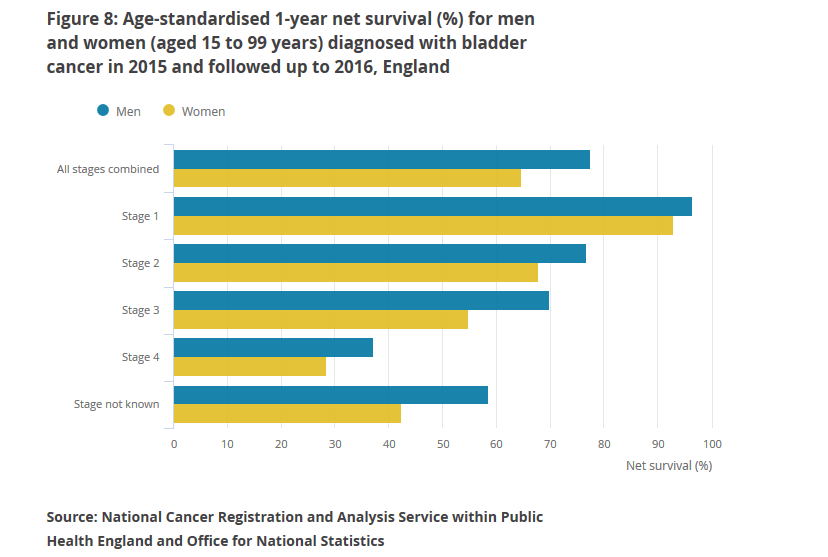 Figure 8: Age-standardised 1-year net survival (%) for men
and women (aged 15 to 99 years) diagnosed with bladder
cancer in 2015 and followed up to 2016, England
Men Women
All stages combined
Stage 1
Stage 2
Stage 3
Stage 4
Stage not known
0 10 20 30 40 50 60 70 80 90 100
Net survival (%)
Source: National Cancer Registration and Analysis Service within Public
Health England and Office for National Statistics